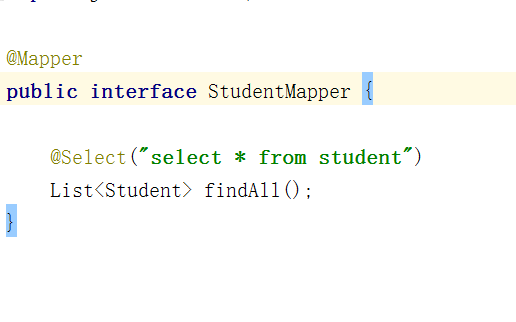 @Mapper
public interface StudentMapper {
@Select("select * from student")
List<Student> findAll();
}